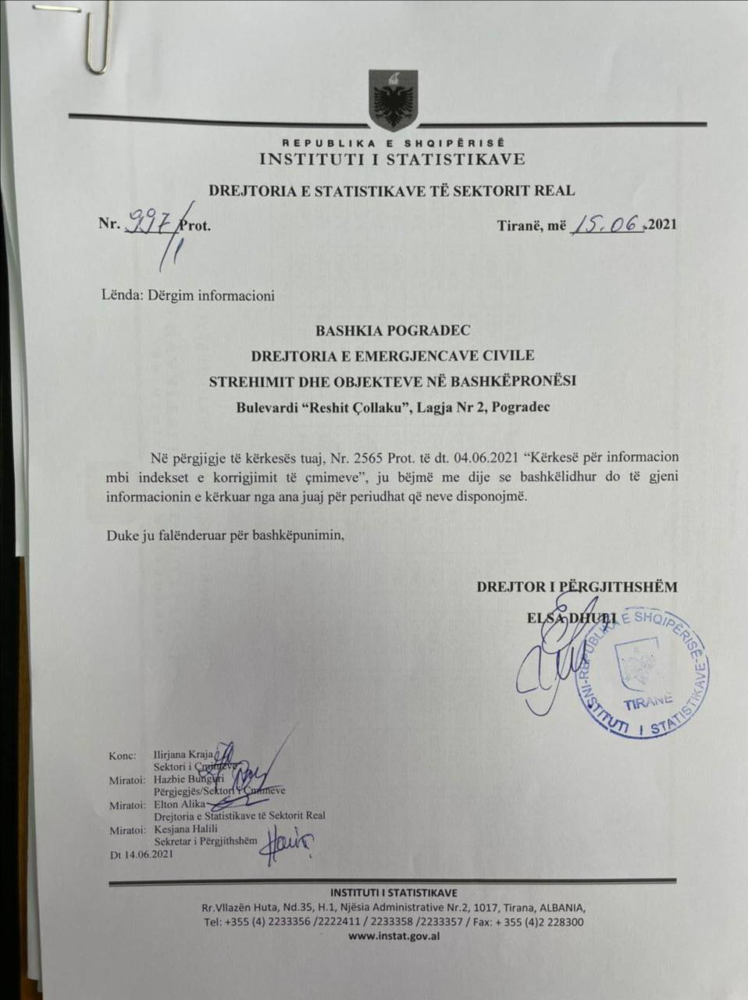 REPUBLIKA E SHQIPËRISË
INSTITUTI I STATISTIKAVE
DREJTORIA E STATISTIKAVE TË SEKTORIT REAL
Nr. 997/1 Prot.
Tiranë, më 15.06.2021
Lënda: Dërgim informacioni
BASHKIA POGRADEC
DREJTORIA E EMERGJENCAVE CIVILE
STREHIMIT DHE OBJEKTEVE NË BASHKËPRONËSI
Bulevardi “Reshit Çollaku”, Lagja Nr 2, Pogradec
Në përgjigje të kërkesës tuaj, Nr. 2565 Prot. të dt. 04.06.2021 “Kërkesë për informacion
mbi indekset e korrigjimit të çmimeve”, ju bëjmë me dije se bashkëlidhur do të gjeni
informacionin e kërkuar nga ana juaj për periudhat që neve disponojmë.
Duke ju falënderuar për bashkëpunimin,
DREJTOR I PËRGJITHSHËM
ELSA DHULI
REPUBLIKA E SHQIPËRISË
INSTITUTI I STATISTIKAVE
TIRANË
Konc: Ilirjana Kraja
Sektori i Çmimeve
Miratoi: Hazbie Bunguri
Përgjegjës/Sektori i Çmimeve
Miratoi: Elton Alika
Drejtoria e Statistikave të Sektorit Real
Miratoi: Kesjana Halili
Sekretar i Përgjithshëm
Dt 14.06.2021
INSTITUTI I STATISTIKAVE
Rr.Vllazën Huta, Nd.35, H.1, Njësia Administrative Nr.2, 1017, Tirana, ALBANIA,
Tel: +355 (4) 2233356 /2222411 / 2233358 /2233357 / Fax: + 355 (4)2 228300
www.instat.gov.al